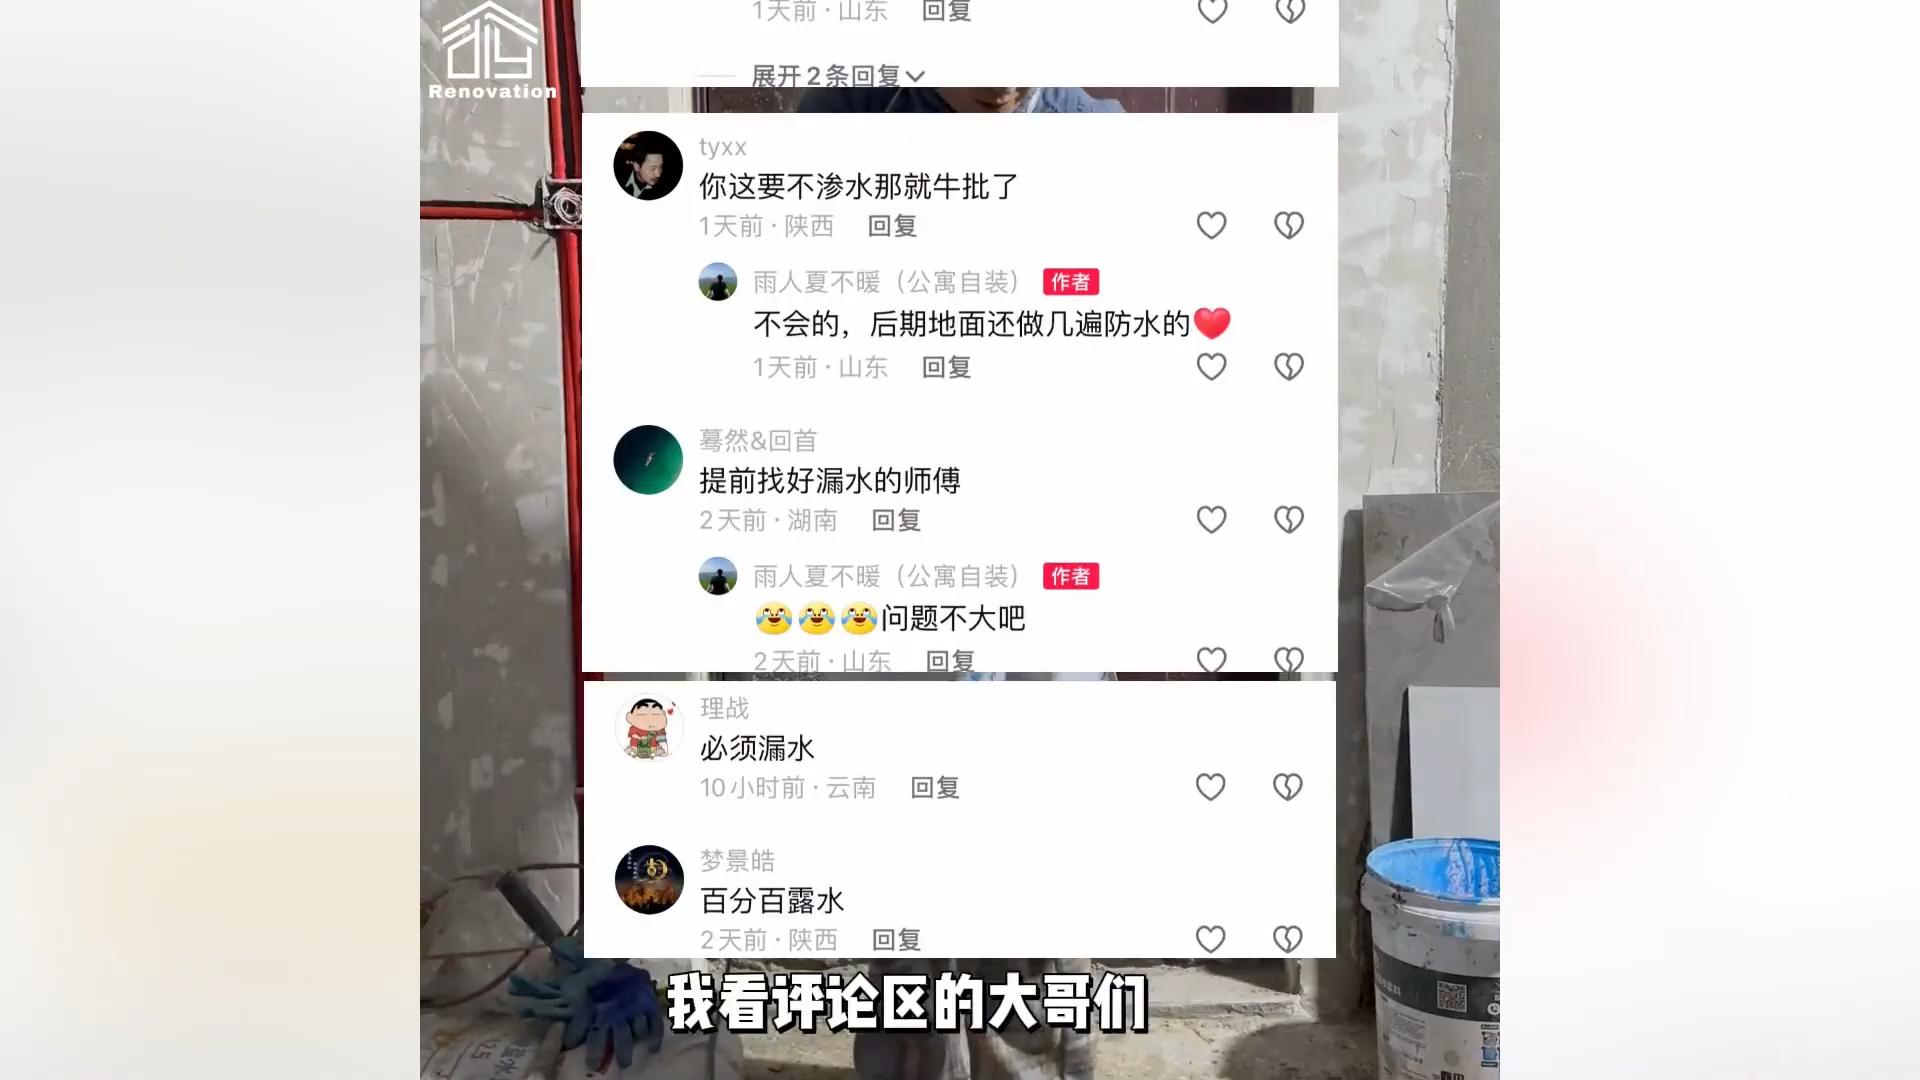 Renovation
1天前·山东 回复
展开2条回复
tyxx
你这要不渗水那就牛批了
1天前·陕西 回复
雨人夏不暖（公寓自装） 作者
不会的，后期地面还做几遍防水的❤️
1天前·山东 回复
蓦然&回首
提前找好漏水的师傅
2天前·湖南 回复
雨人夏不暖（公寓自装） 作者
😂😂😂问题不大吧
2天前·山东 回复
理战
必须漏水
10小时前·云南 回复
梦景皓
百分百露水
2天前·陕西 回复
我看评论区的大哥们